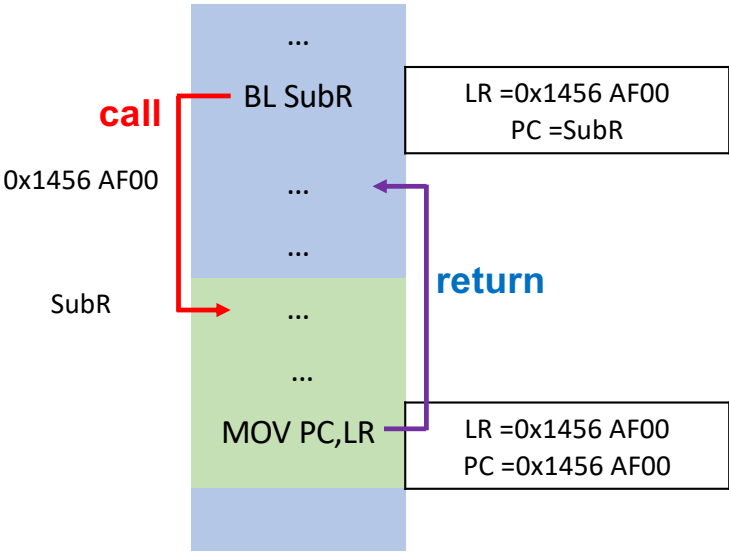 ...
BL SubR
LR =0x1456 AF00
PC =SubR
call
0x1456 AF00
...
...
return
SubR
...
...
MOV PC,LR
LR =0x1456 AF00
PC =0x1456 AF00